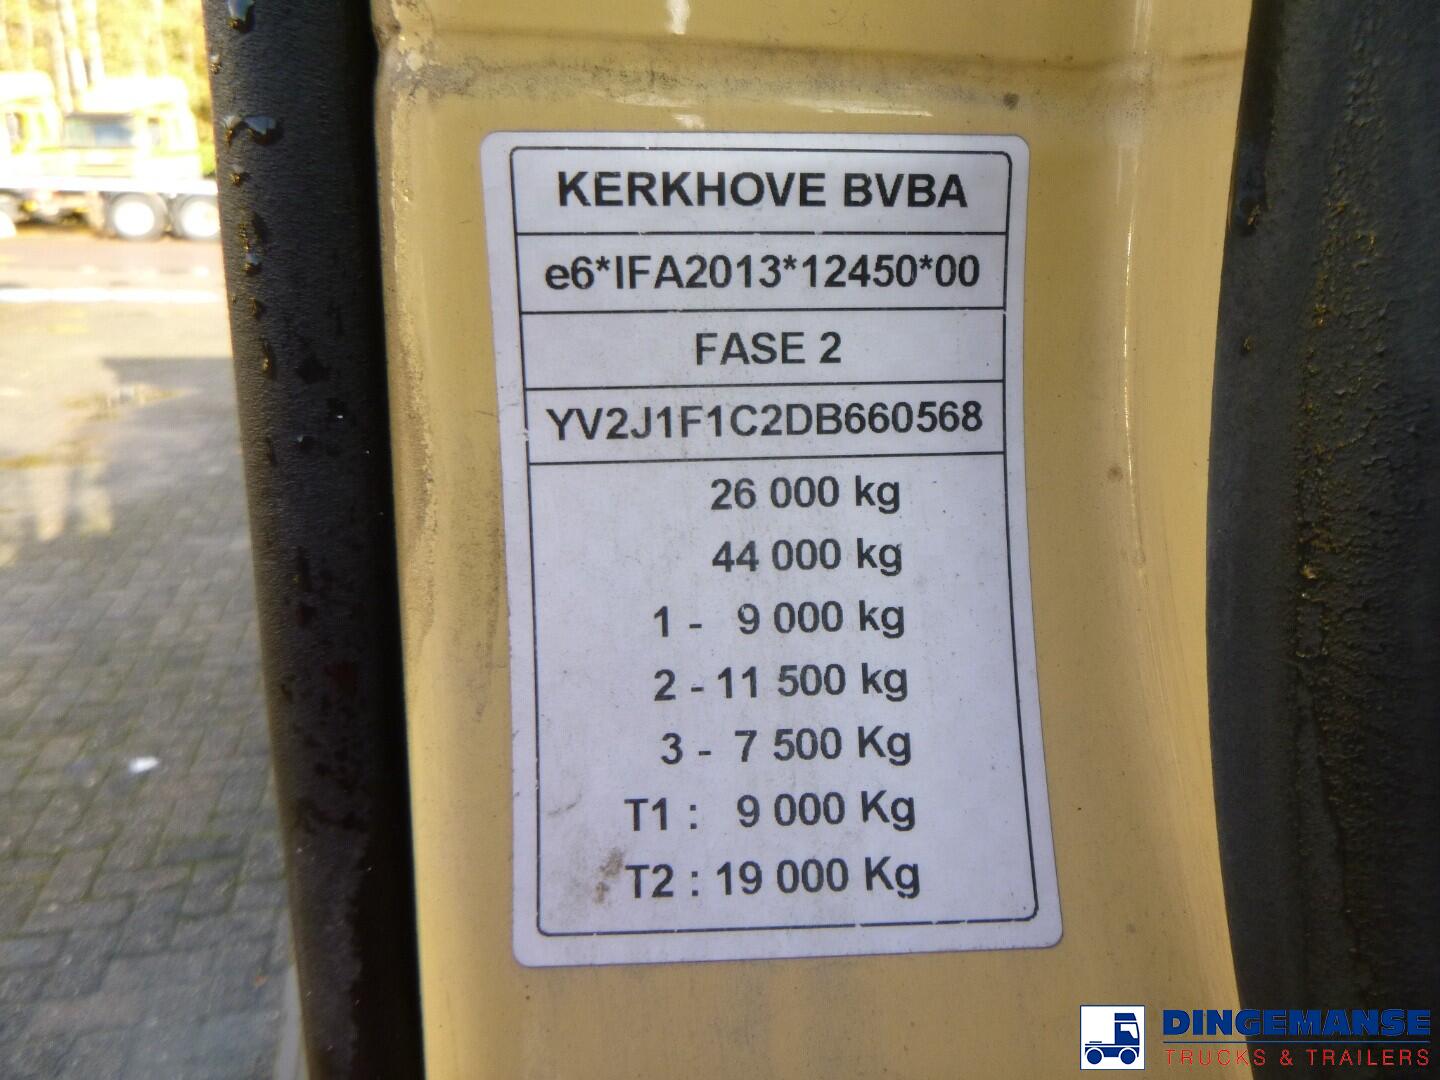 KERKHOVE BVBA
e6*IFA2013*12450*00
FASE 2
YV2J1F1C2DB660568
26 000 kg
44 000 kg
1 - 9 000 kg
2 - 11 500 kg
3 - 7 500 Kg
T1 : 9 000 Kg
T2 : 19 000 Kg
DINGEMANSE
TRUCKS & TRAILERS